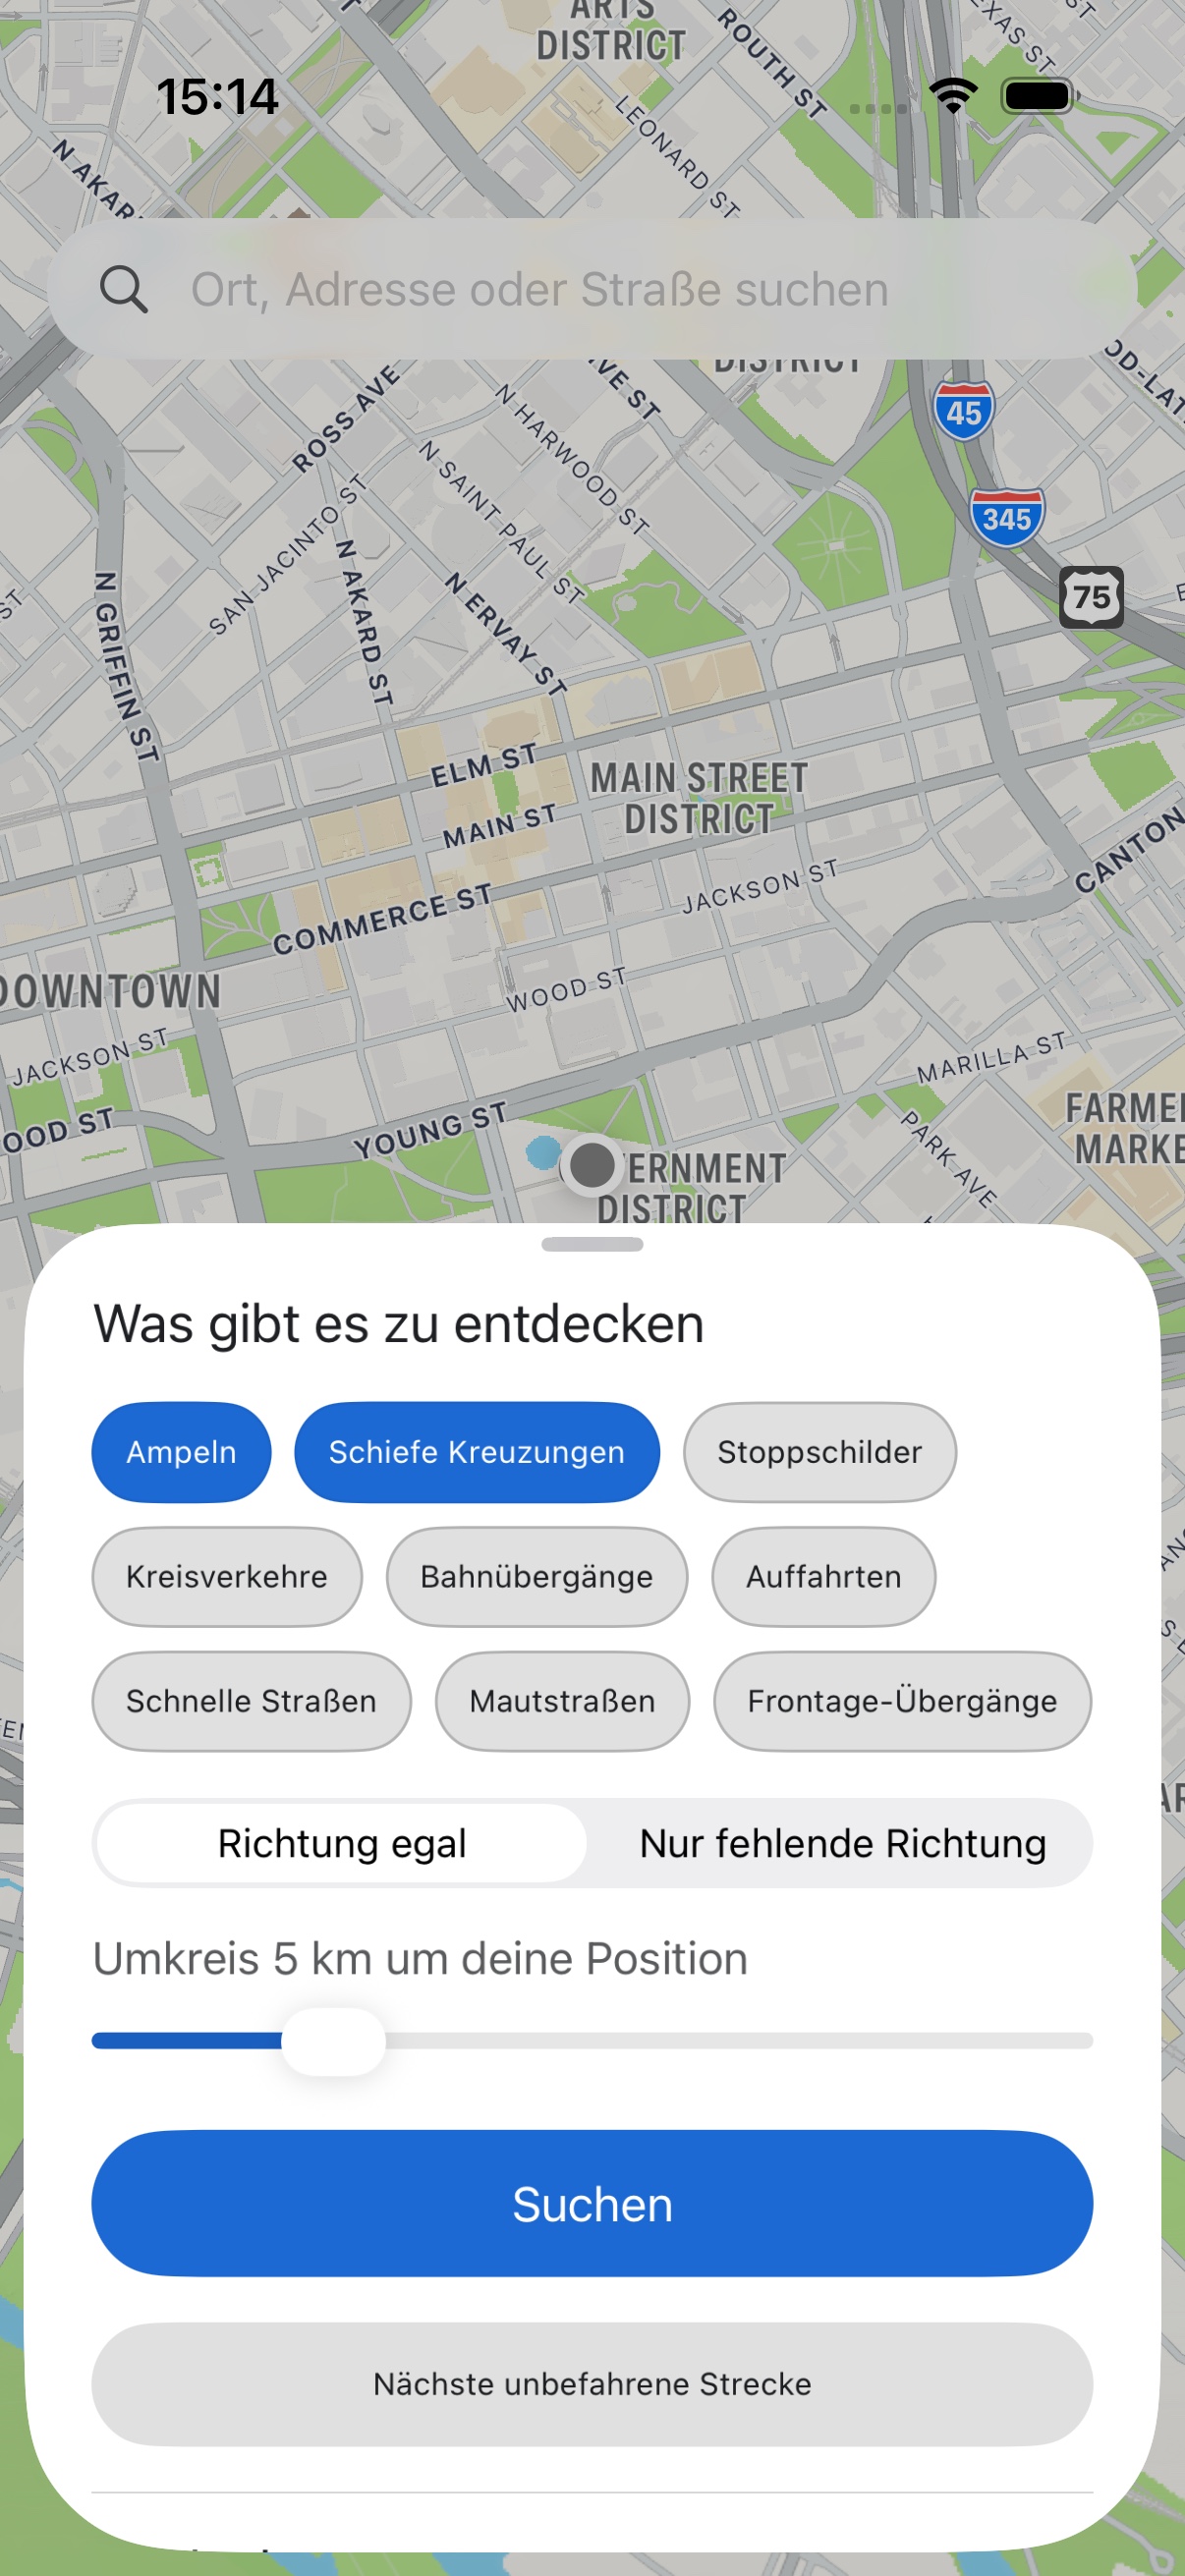 ARTS
DISTRICT
ROUTH ST
15:14
LEONARD ST
Ort, Adresse oder Straße suchen
DISTRICT
ROSS AVE
N HARWOOD ST
45
N SAINT PAUL ST
345
SAN JACINTO ST
N AKARD ST
N ERVAY ST
75
N GRIFFIN ST
ELM ST
MAIN STREET
DISTRICT
MAIN ST
CANTON
JACKSON ST
COMMERCE ST
DOWNTOWN
WOOD ST
JACKSON ST
MARILLA ST
OOD ST
YOUNG ST
PARK AVE
ERNMENT
DISTRICT
Was gibt es zu entdecken
Ampeln
Schiefe Kreuzungen
Stoppschilder
Kreisverkehre
Bahnübergänge
Auffahrten
Schnelle Straßen
Mautstraßen
Frontage-Übergänge
Richtung egal
Nur fehlende Richtung
Umkreis 5 km um deine Position
Suchen
Nächste unbefahrene Strecke